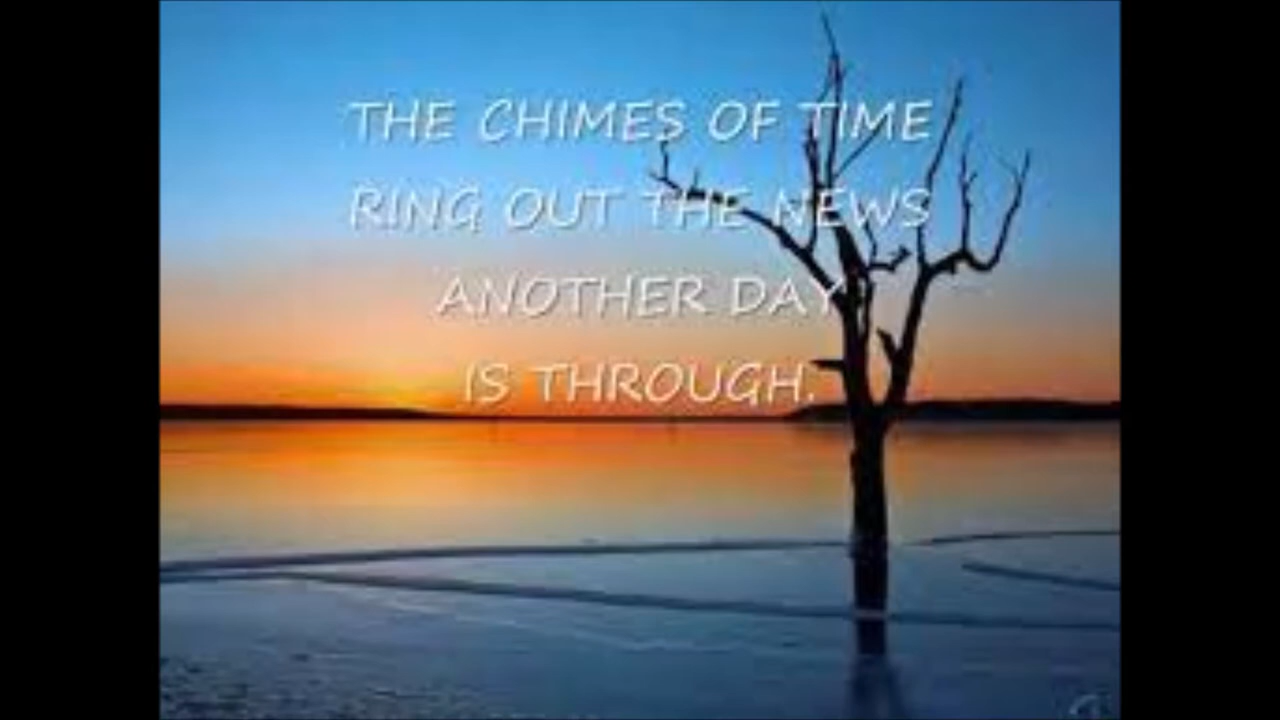 THE CHIMES OF TIME
RING OUT THE NEWS
ANOTHER DAY
IS THROUGH.